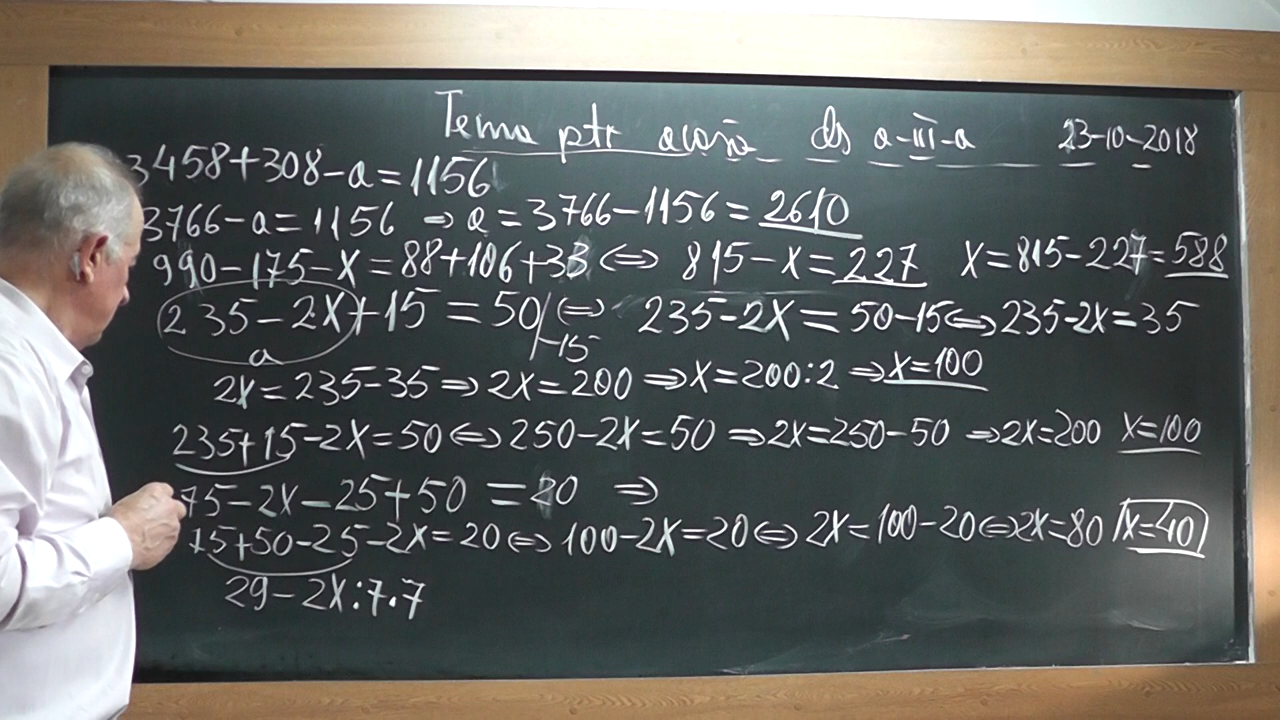 Tema ptr acasă cls a-III-a 23-10-2018
3458+308-a=1156
3766-a=1156 ⇒ a=3766-1156=2610
990-175-x=88+106+33 ⇔ 815-x=227 x=815-227=588
(235-2x)+15=50/-15 ⇔ 235-2x=50-15 ⇔ 235-2x=35
a
2x=235-35 ⇒ 2x=200 ⇒ x=200:2 ⇒ x=100
235+15-2x=50 ⇔ 250-2x=50 ⇒ 2x=250-50 ⇒ 2x=200 x=100
75-2x-25+50=20 ⇒
75+50-25-2x=20 ⇔ 100-2x=20 ⇔ 2x=100-20 ⇔ 2x=80 x=40
29-2x:7.7